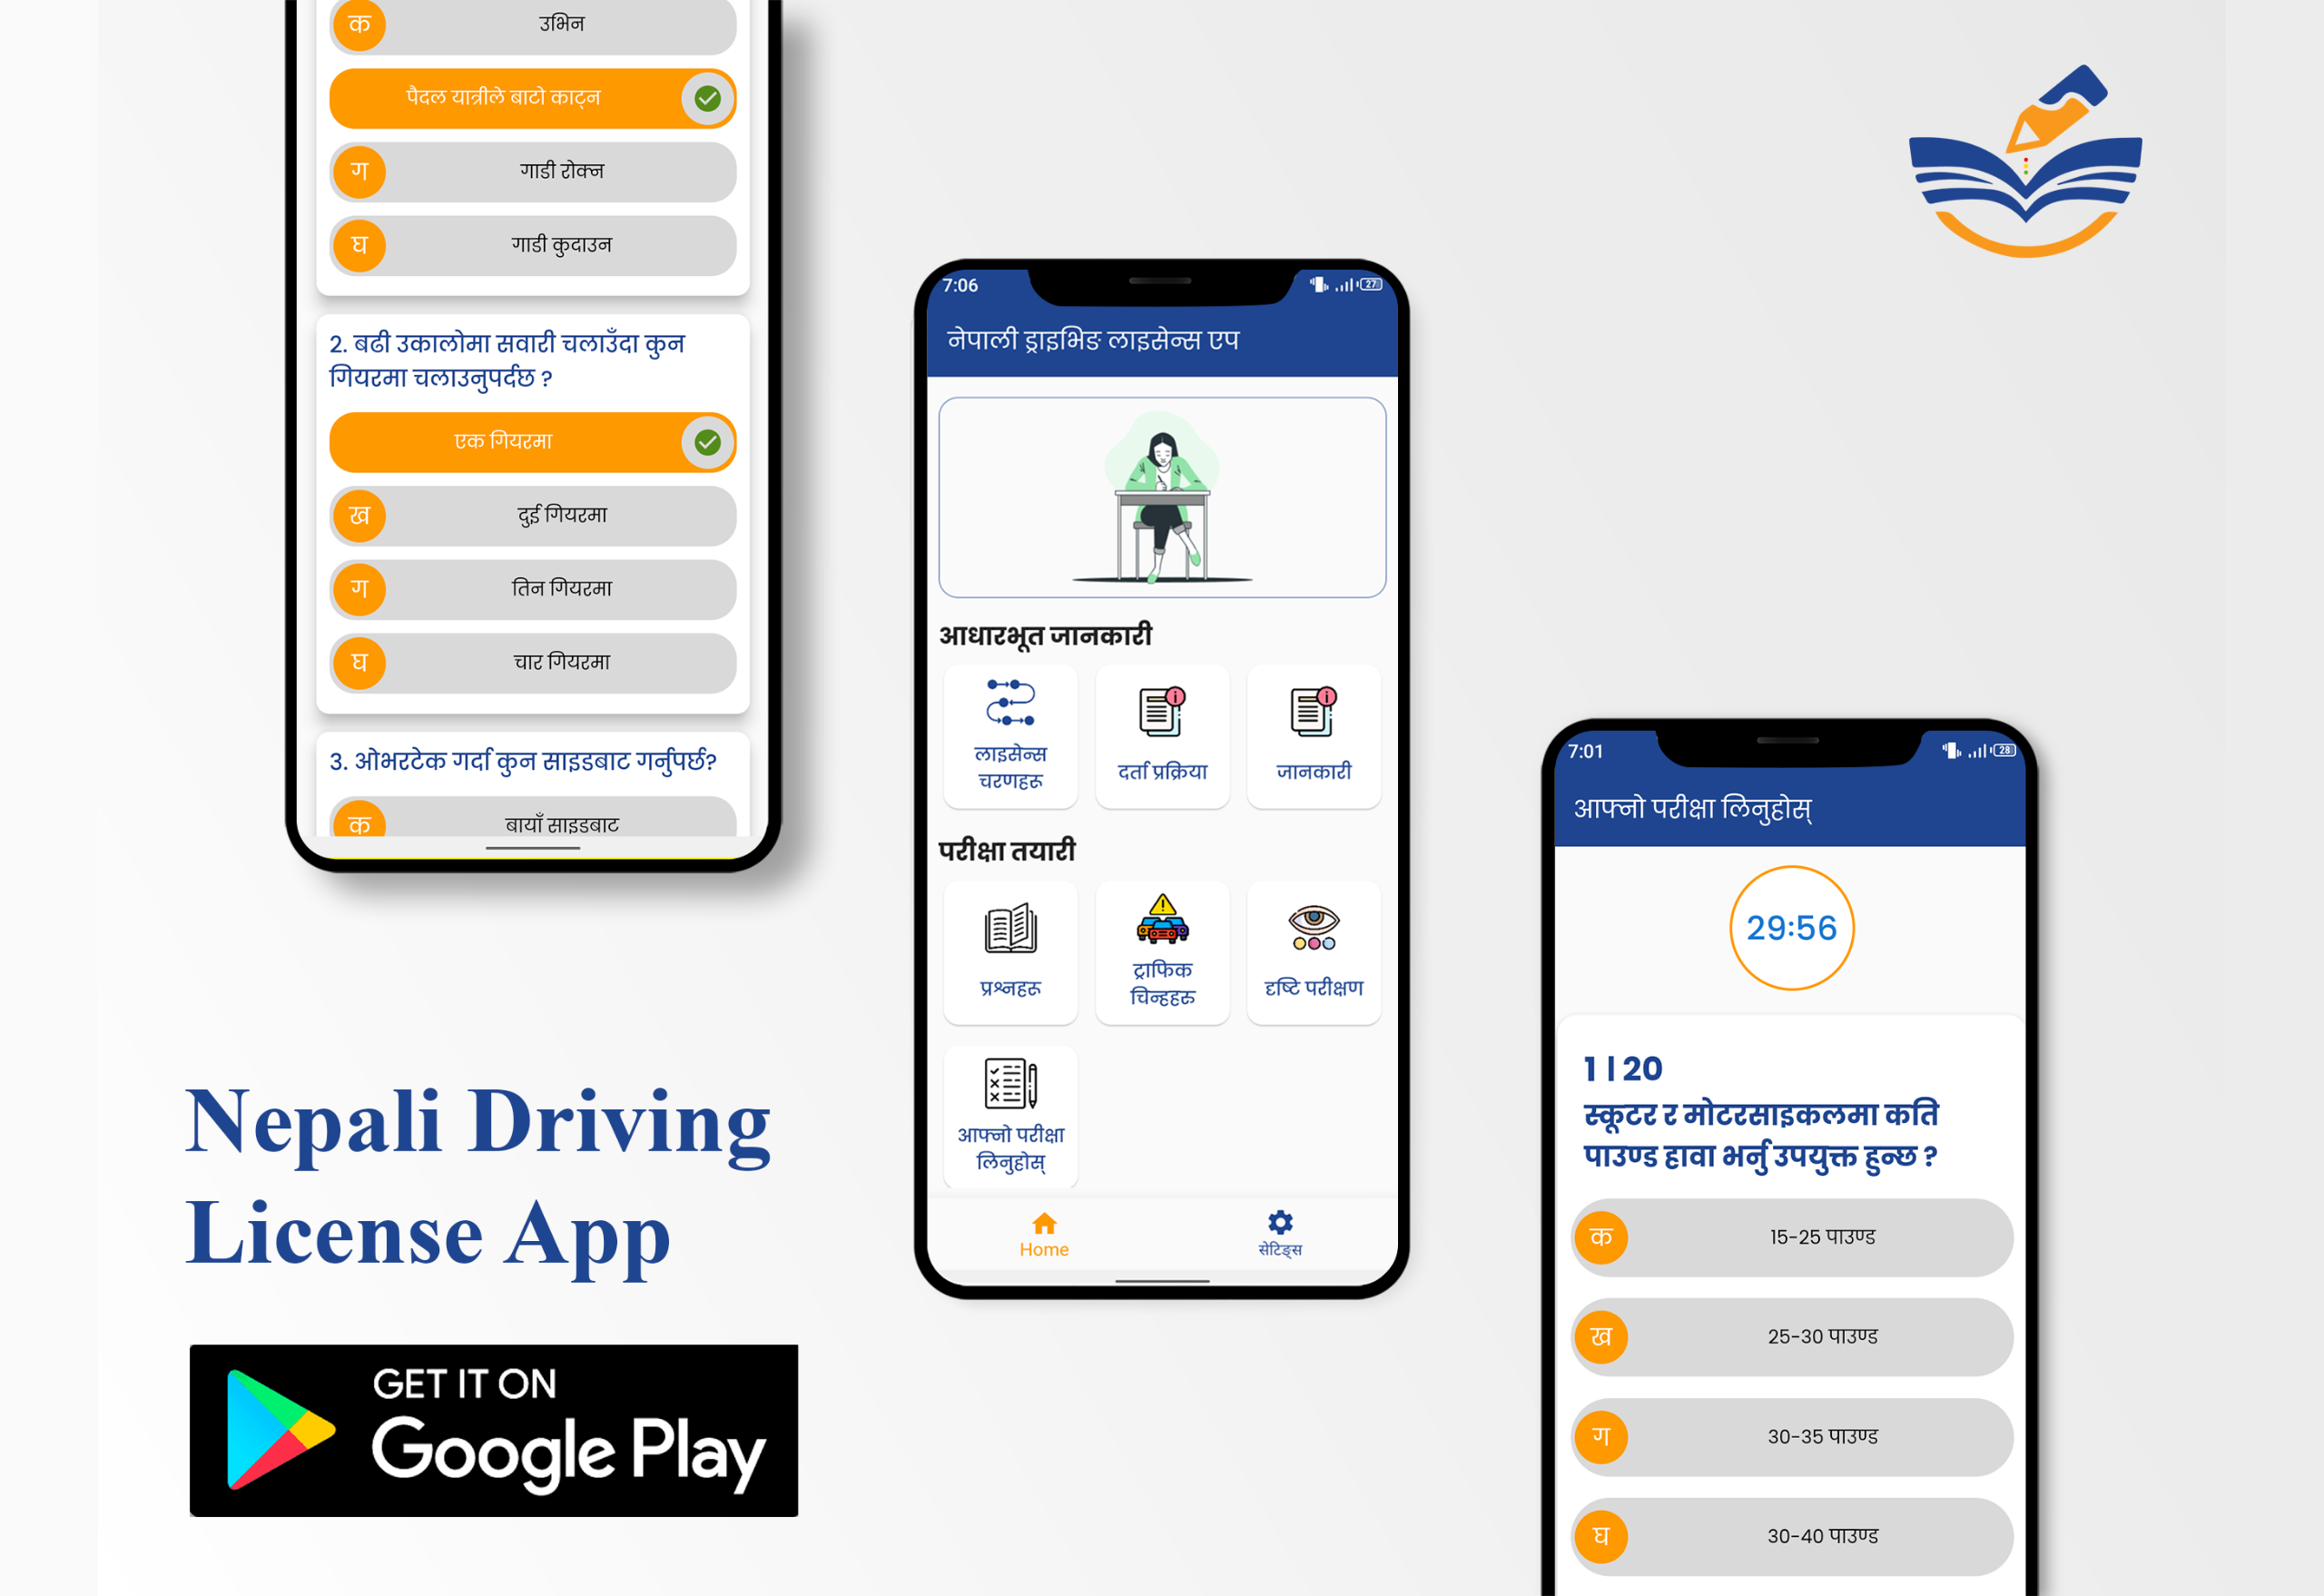 क उभिन
पैदल यात्रीले बाटो काट्न
ग गाडी रोक्न
घ गाडी कुदाउन
2. बढी उकालोमा सवारी चलाउँदा कुन
गियरमा चलाउनुपर्दछ ?
एक गियरमा
ख दुई गियरमा
ग तिन गियरमा
घ चार गियरमा
3. ओभरटेक गर्दा कुन साइडबाट गर्नुपर्छ?
क बायाँ साइडबाट
Nepali Driving
License App
GET IT ON
Google Play
7:06 27
नेपाली ड्राइभिङ लाइसेन्स एप
आधारभूत जानकारी
लाइसेन्स
चरणहरू
दर्ता प्रक्रिया
जानकारी
परीक्षा तयारी
प्रश्नहरू
ट्राफिक
चिन्हहरु
दृष्टि परीक्षण
आफ्नो परीक्षा
लिनुहोस्
Home
सेटिङ्स
7:01 28
आफ्नो परीक्षा लिनुहोस्
29:56
1 | 20
स्कूटर र मोटरसाइकलमा कति
पाउण्ड हावा भर्नु उपयुक्त हुन्छ ?
क 15-25 पाउण्ड
ख 25-30 पाउण्ड
ग 30-35 पाउण्ड
घ 30-40 पाउण्ड